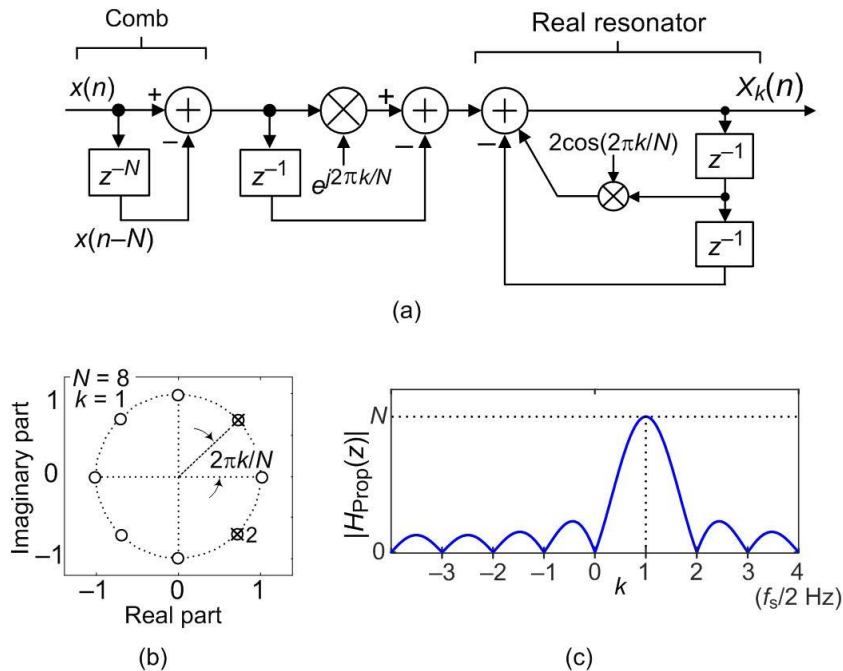 Comb
Real resonator
x(n)
+
+
−
+
+
−
+
−
X_k(n)
z⁻ᴺ
z⁻¹
e^{j2πk/N}
2cos(2πk/N)
z⁻¹
z⁻¹
x(n–N)
(a)
N = 8
k = 1
1
0
−1
Imaginary part
2πk/N
2
−1 0 1
Real part
(b)
N
0
|H_Prop(z)|
−3 −2 −1 0 1 2 3 4
k
(f_s/2 Hz)
(c)